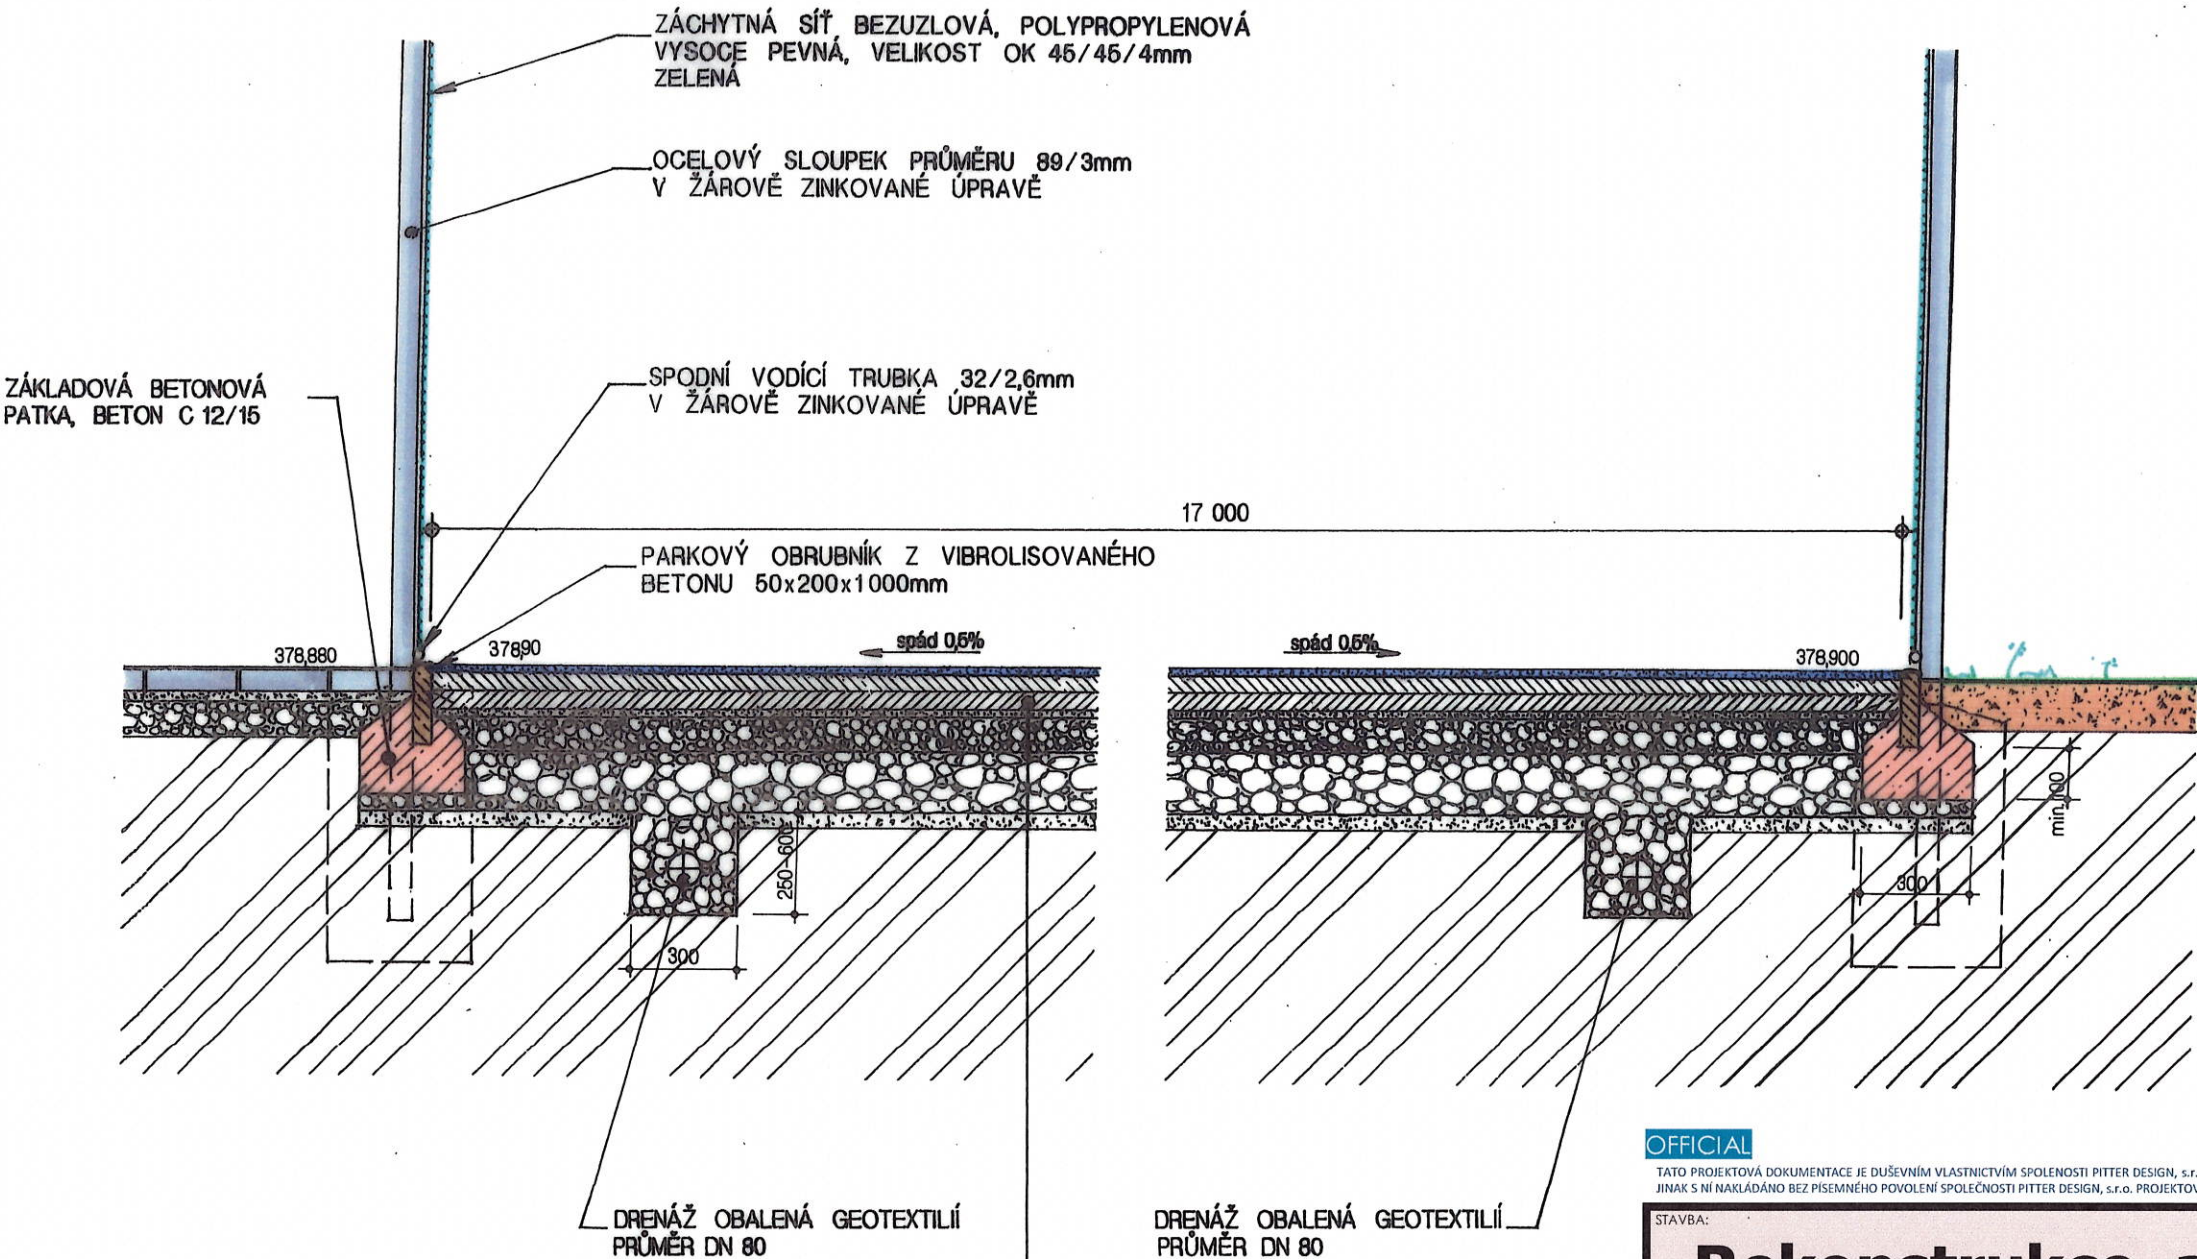 ZÁCHYTNÁ SÍŤ BEZUZLOVÁ, POLYPROPYLENOVÁ
VYSOCE PEVNÁ, VELIKOST OK 45/45/4mm
ZELENÁ
OCELOVÝ SLOUPEK PRŮMĚRU 89/3mm
V ŽÁROVĚ ZINKOVANÉ ÚPRAVĚ
ZÁKLADOVÁ BETONOVÁ
PATKA, BETON C 12/15
SPODNÍ VODÍCÍ TRUBKA 32/2,6mm
V ŽÁROVĚ ZINKOVANÉ ÚPRAVĚ
17 000
PARKOVÝ OBRUBNÍK Z VIBROLISOVANÉHO
BETONU 50x200x1000mm
378,880
378,90
spád 0,5%
spád 0,5%
378,900
250-600
300
300
DRENÁŽ OBALENÁ GEOTEXTILIÍ
PRŮMĚR DN 80
DRENÁŽ OBALENÁ GEOTEXTILIÍ
PRŮMĚR DN 80
OFFICIAL
TATO PROJEKTOVÁ DOKUMENTACE JE DUŠEVNÍM VLASTNICTVÍM SPOLENOSTI PITTER DESIGN, s.r.
JINAK S NÍ NAKLÁDÁNO BEZ PÍSEMNÉHO POVOLENÍ SPOLEČNOSTI PITTER DESIGN, s.r.o. PROJEKTOV
STAVBA: